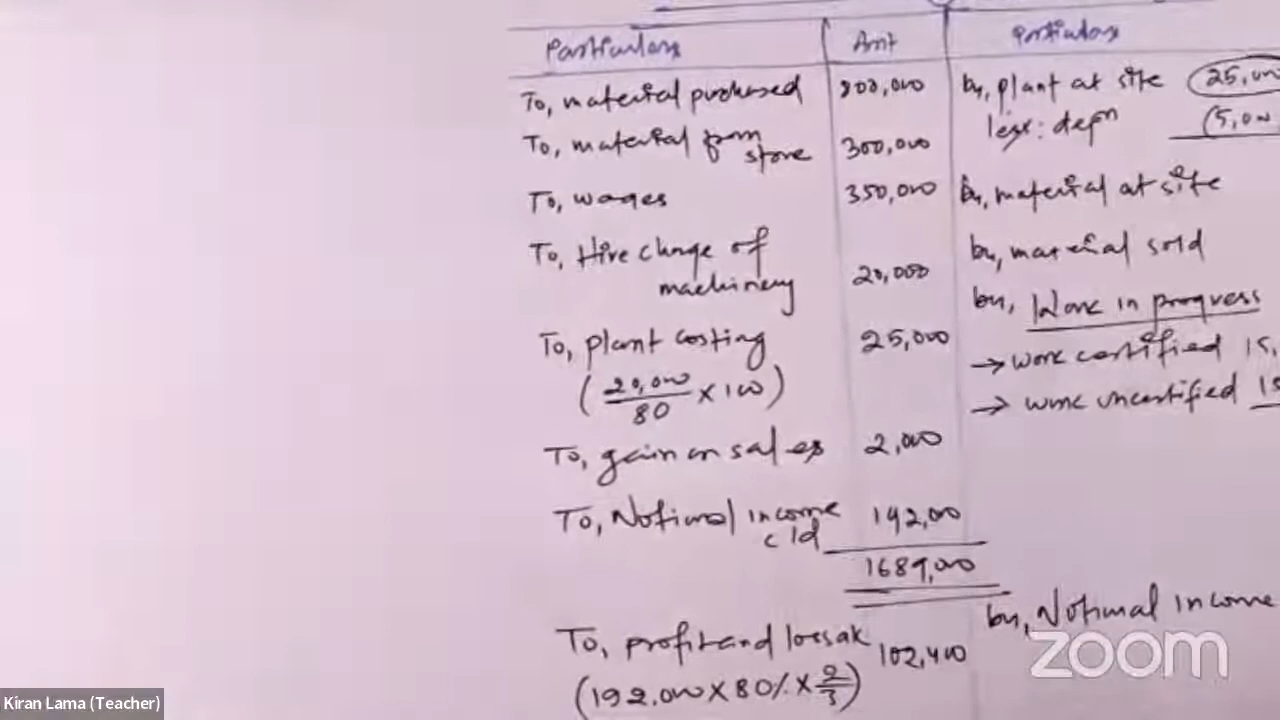 Particulars Amt Particulars
To, material purchased 800,000 by, plant at site 25,000
less: depn (5,000
To, material from store 300,000
To, wages 350,000 by, material at site
To, Hire charge of machinery 20,000 by, material sold
by, Work in progress
To, plant costing 25,000 → work certified 15,
(20,000/80 × 100) → work uncertified 15
To, gain on sales 2,000
To, Notional income c/d 192,000
1689,000
To, profit and loss a/c 102,400 by, Notional income
(192,000 × 80% × 2/3)
zoom
Kiran Lama (Teacher)